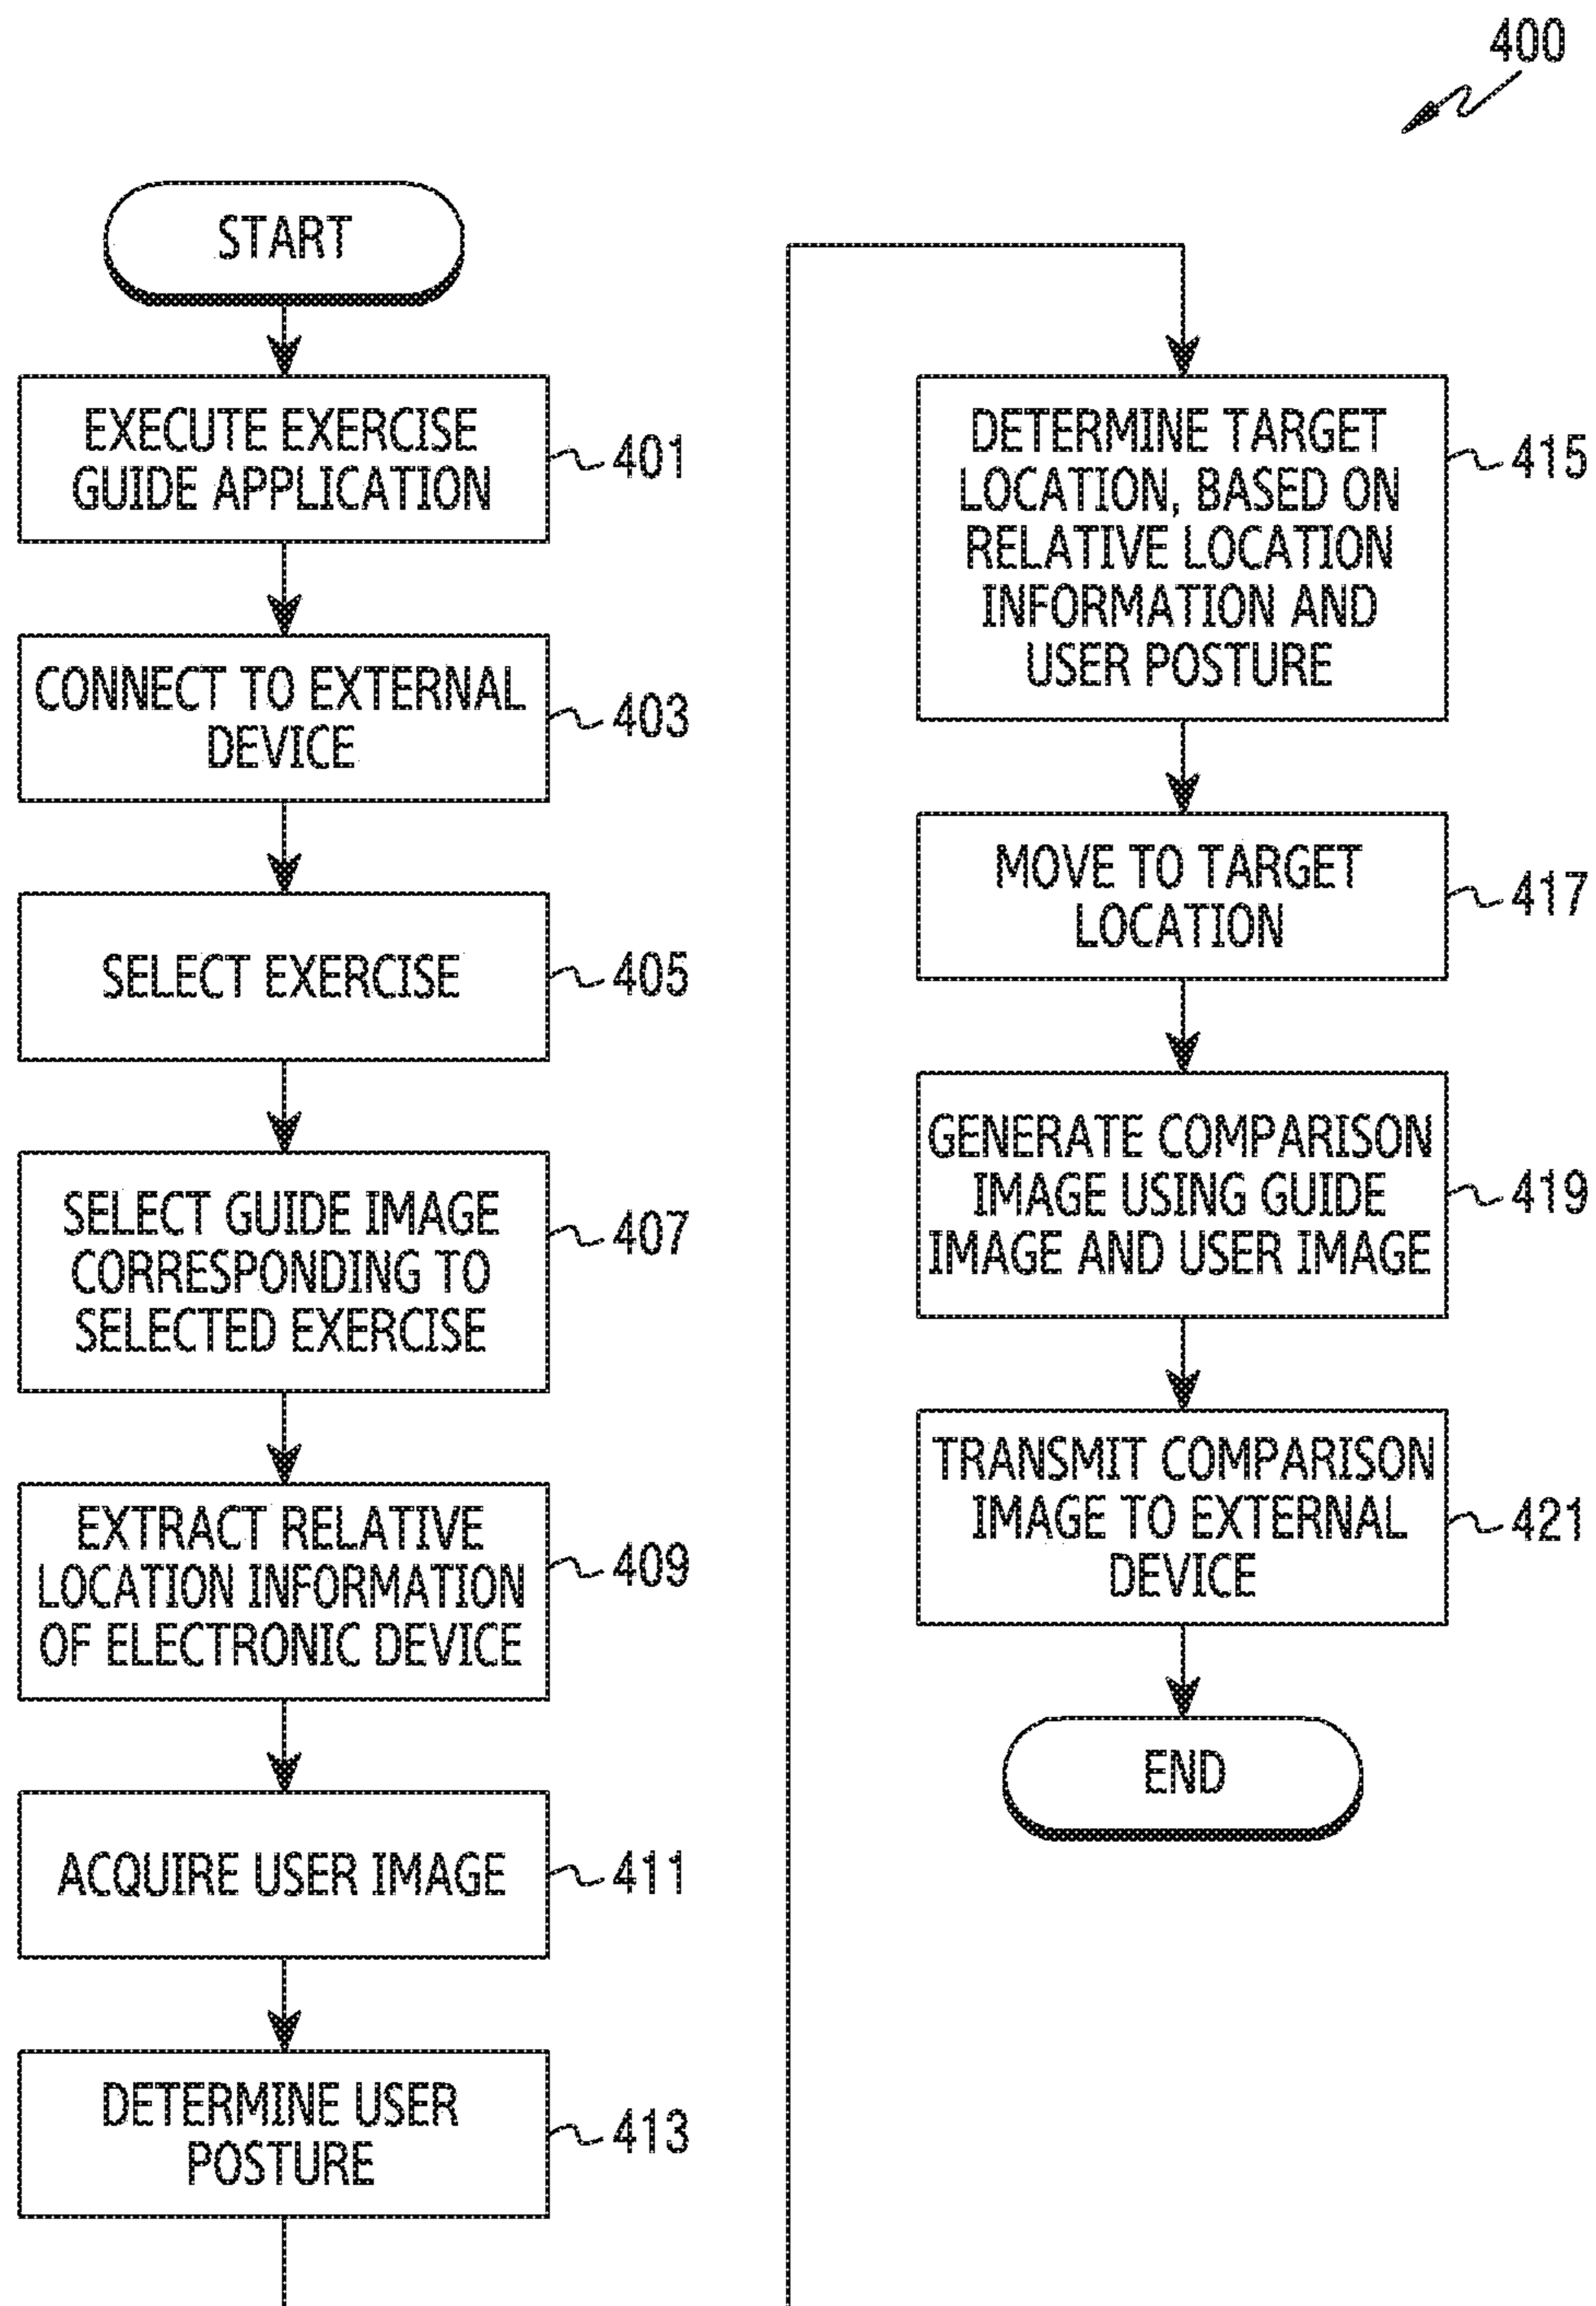 400
START
EXECUTE EXERCISE
GUIDE APPLICATION
401
CONNECT TO EXTERNAL
DEVICE
403
SELECT EXERCISE
405
SELECT GUIDE IMAGE
CORRESPONDING TO
SELECTED EXERCISE
407
EXTRACT RELATIVE
LOCATION INFORMATION
OF ELECTRONIC DEVICE
409
ACQUIRE USER IMAGE
411
DETERMINE USER
POSTURE
413
DETERMINE TARGET
LOCATION, BASED ON
RELATIVE LOCATION
INFORMATION AND
USER POSTURE
415
MOVE TO TARGET
LOCATION
417
GENERATE COMPARISON
IMAGE USING GUIDE
IMAGE AND USER IMAGE
419
TRANSMIT COMPARISON
IMAGE TO EXTERNAL
DEVICE
421
END